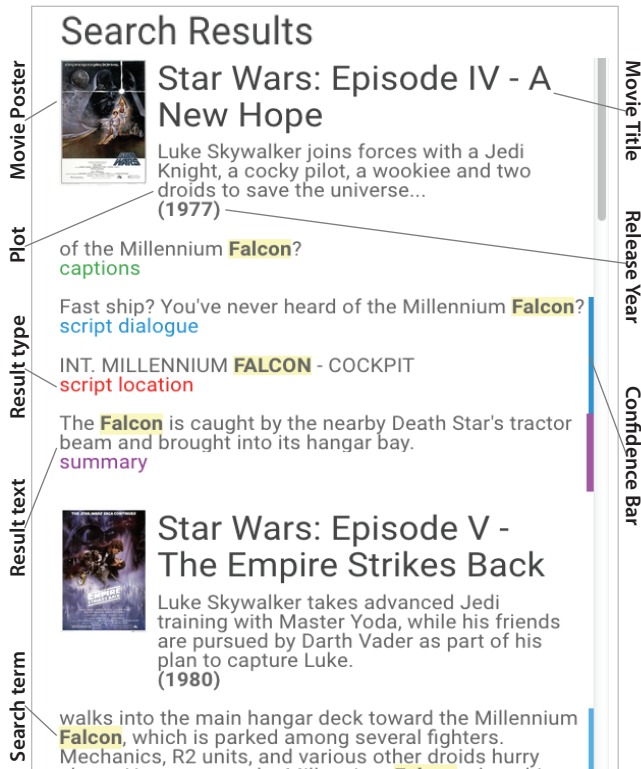 Search Results
Movie Poster
Movie Title
Star Wars: Episode IV - A
New Hope
Luke Skywalker joins forces with a Jedi
Knight, a cocky pilot, a wookiee and two
droids to save the universe...
(1977)
Plot
Release Year
of the Millennium Falcon?
captions
Fast ship? You've never heard of the Millennium Falcon?
script dialogue
Result type
INT. MILLENNIUM FALCON - COCKPIT
script location
Confidence Bar
The Falcon is caught by the nearby Death Star's tractor
beam and brought into its hangar bay.
summary
Result text
Star Wars: Episode V -
The Empire Strikes Back
Luke Skywalker takes advanced Jedi
training with Master Yoda, while his friends
are pursued by Darth Vader as part of his
plan to capture Luke.
(1980)
Search term
walks into the main hangar deck toward the Millennium
Falcon, which is parked among several fighters.
Mechanics, R2 units, and various other droids hurry